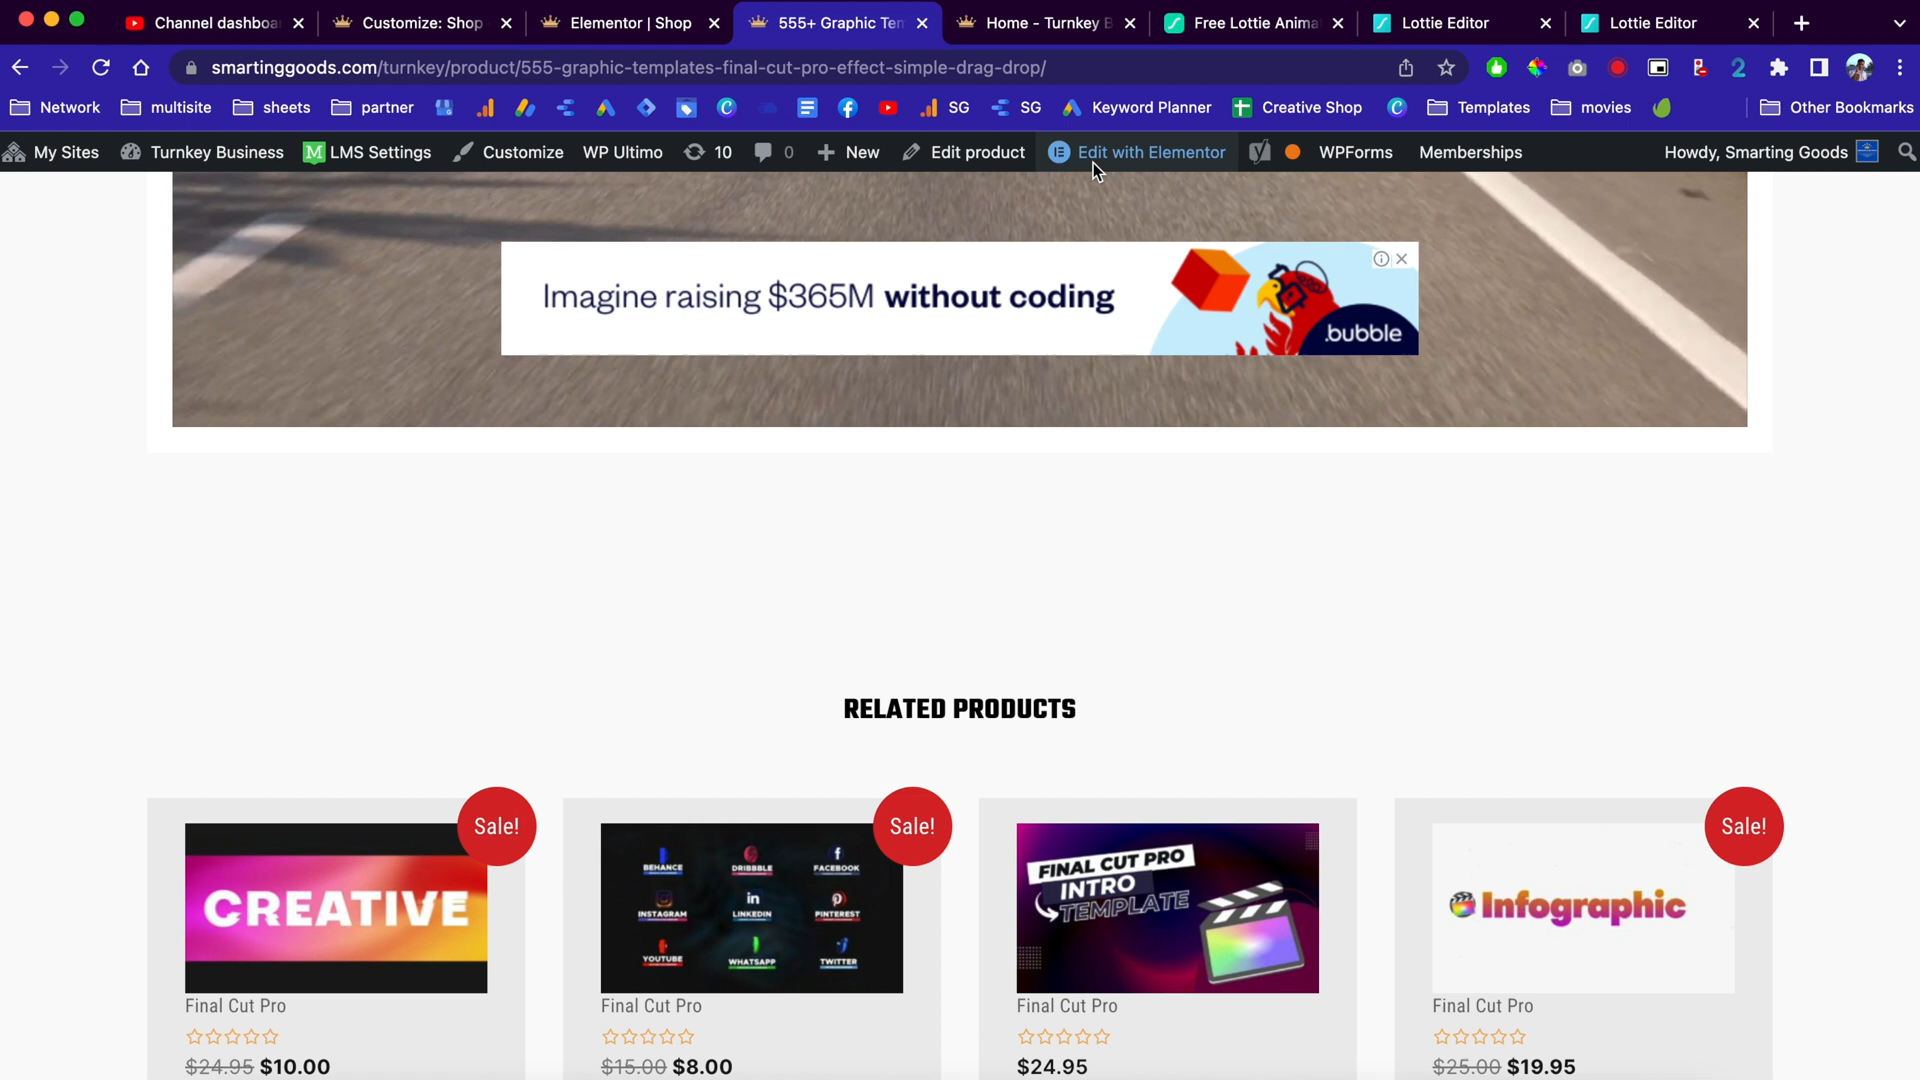 Channel dashboa
Customize: Shop
Elementor | Shop
555+ Graphic Tem
Home - Turnkey B
Free Lottie Anima
Lottie Editor
Lottie Editor
smartinggoods.com/turnkey/product/555-graphic-templates-final-cut-pro-effect-simple-drag-drop/
Network
multisite
sheets
partner
SG
SG
Keyword Planner
Creative Shop
Templates
movies
Other Bookmarks
My Sites
Turnkey Business
LMS Settings
Customize
WP Ultimo
10
0
New
Edit product
Edit with Elementor
WPForms
Memberships
Howdy, Smarting Goods
Imagine raising $365M without coding
.bubble
RELATED PRODUCTS
Sale!
CREATIVE
Final Cut Pro
$24.95 $10.00
Sale!
BEHANCE
DRIBBBLE
FACEBOOK
INSTAGRAM
LINKEDIN
PINTEREST
YOUTUBE
WHATSAPP
TWITTER
Final Cut Pro
$15.00 $8.00
FINAL CUT PRO
INTRO
TEMPLATE
Final Cut Pro
$24.95
Sale!
Infographic
Final Cut Pro
$25.00 $19.95